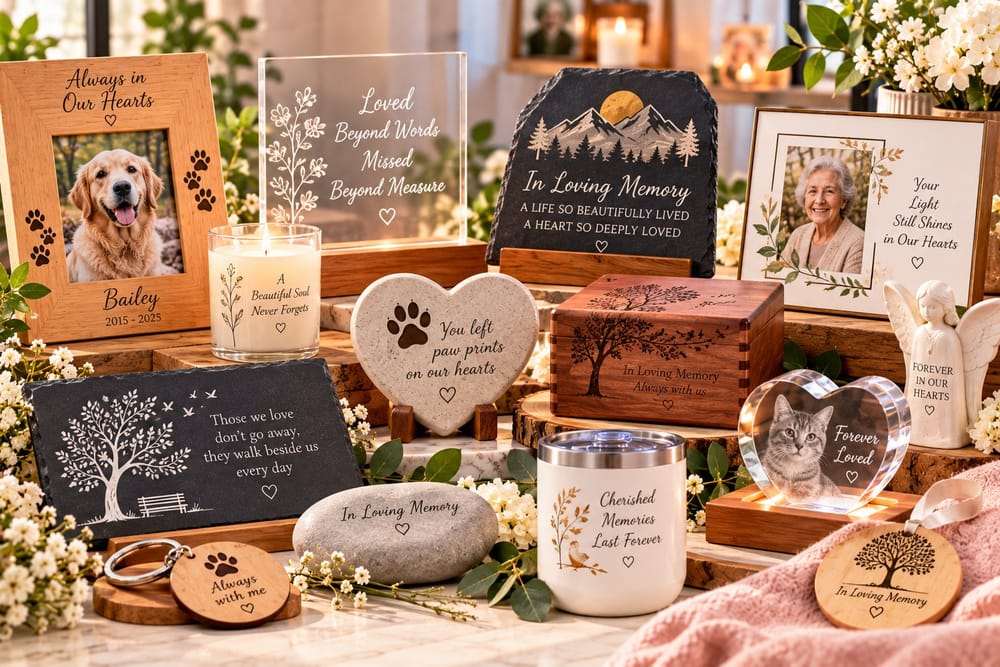 Always in
Our Hearts
Bailey
2015 - 2025
Loved
Beyond Words
Missed
Beyond Measure
In Loving Memory
A LIFE SO BEAUTIFULLY LIVED
A HEART SO DEEPLY LOVED
Your
Light
Still Shines
in Our Hearts
A
Beautiful Soul
Never Forgets
You left
paw prints
on our hearts
In Loving Memory
Always with us
FOREVER
IN OUR
HEARTS
Those we love
don't go away,
they walk beside us
every day
In Loving Memory
Cherished
Memories
Last Forever
Forever
Loved
Always
with me
In Loving Memory